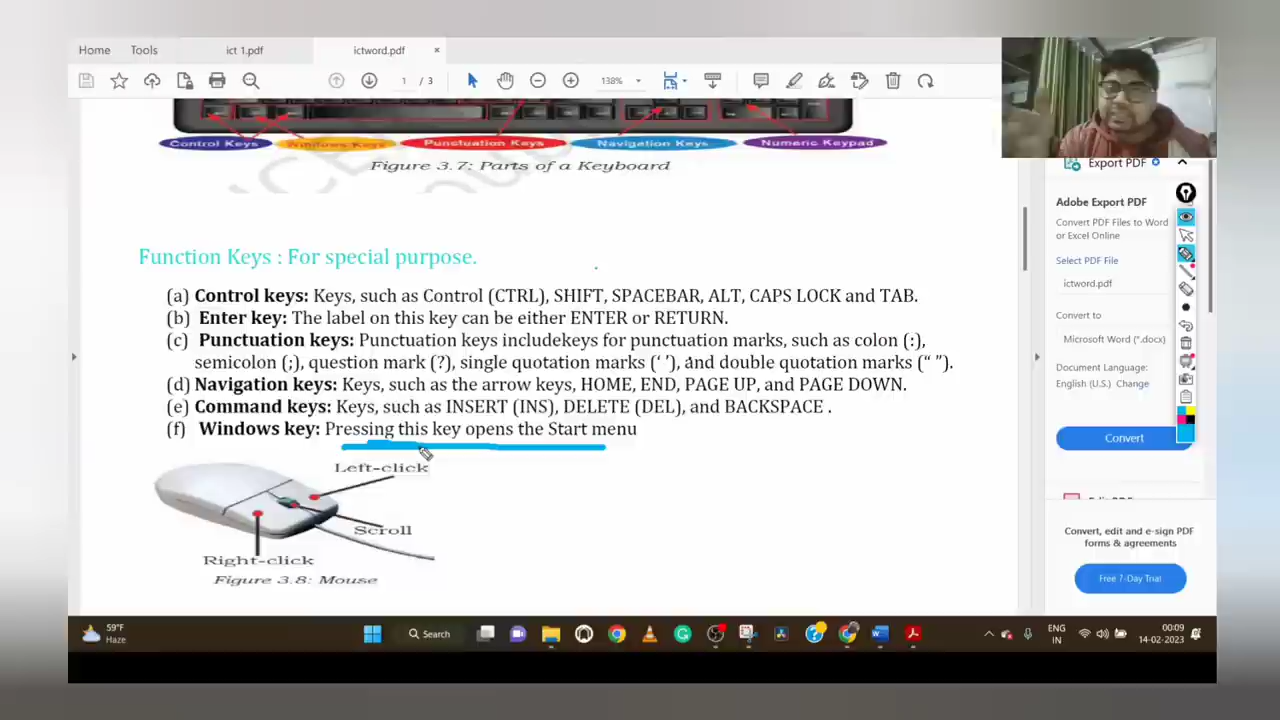 Home Tools ict 1.pdf ictword.pdf ×
1 / 3 138%
Control Keys Windows Keys Punctuation Keys Navigation Keys Numeric Keypad
Figure 3.7: Parts of a Keyboard
Function Keys : For special purpose.
(a) Control keys: Keys, such as Control (CTRL), SHIFT, SPACEBAR, ALT, CAPS LOCK and TAB.
(b) Enter key: The label on this key can be either ENTER or RETURN.
(c) Punctuation keys: Punctuation keys includekeys for punctuation marks, such as colon (:),
semicolon (;), question mark (?), single quotation marks (‘ ’), and double quotation marks (“ ”).
(d) Navigation keys: Keys, such as the arrow keys, HOME, END, PAGE UP, and PAGE DOWN.
(e) Command keys: Keys, such as INSERT (INS), DELETE (DEL), and BACKSPACE .
(f) Windows key: Pressing this key opens the Start menu
Left-click
Scroll
Right-click
Figure 3.8: Mouse
Export PDF
Adobe Export PDF
Convert PDF Files to Word
or Excel Online
Select PDF File
ictword.pdf
Convert to
Microsoft Word (*.docx)
Document Language:
English (U.S.) Change
Convert
Convert, edit and e-sign PDF
forms & agreements
Free 7-Day Trial
59°F
Haze
Search
ENG
IN
00:09
14-02-2023